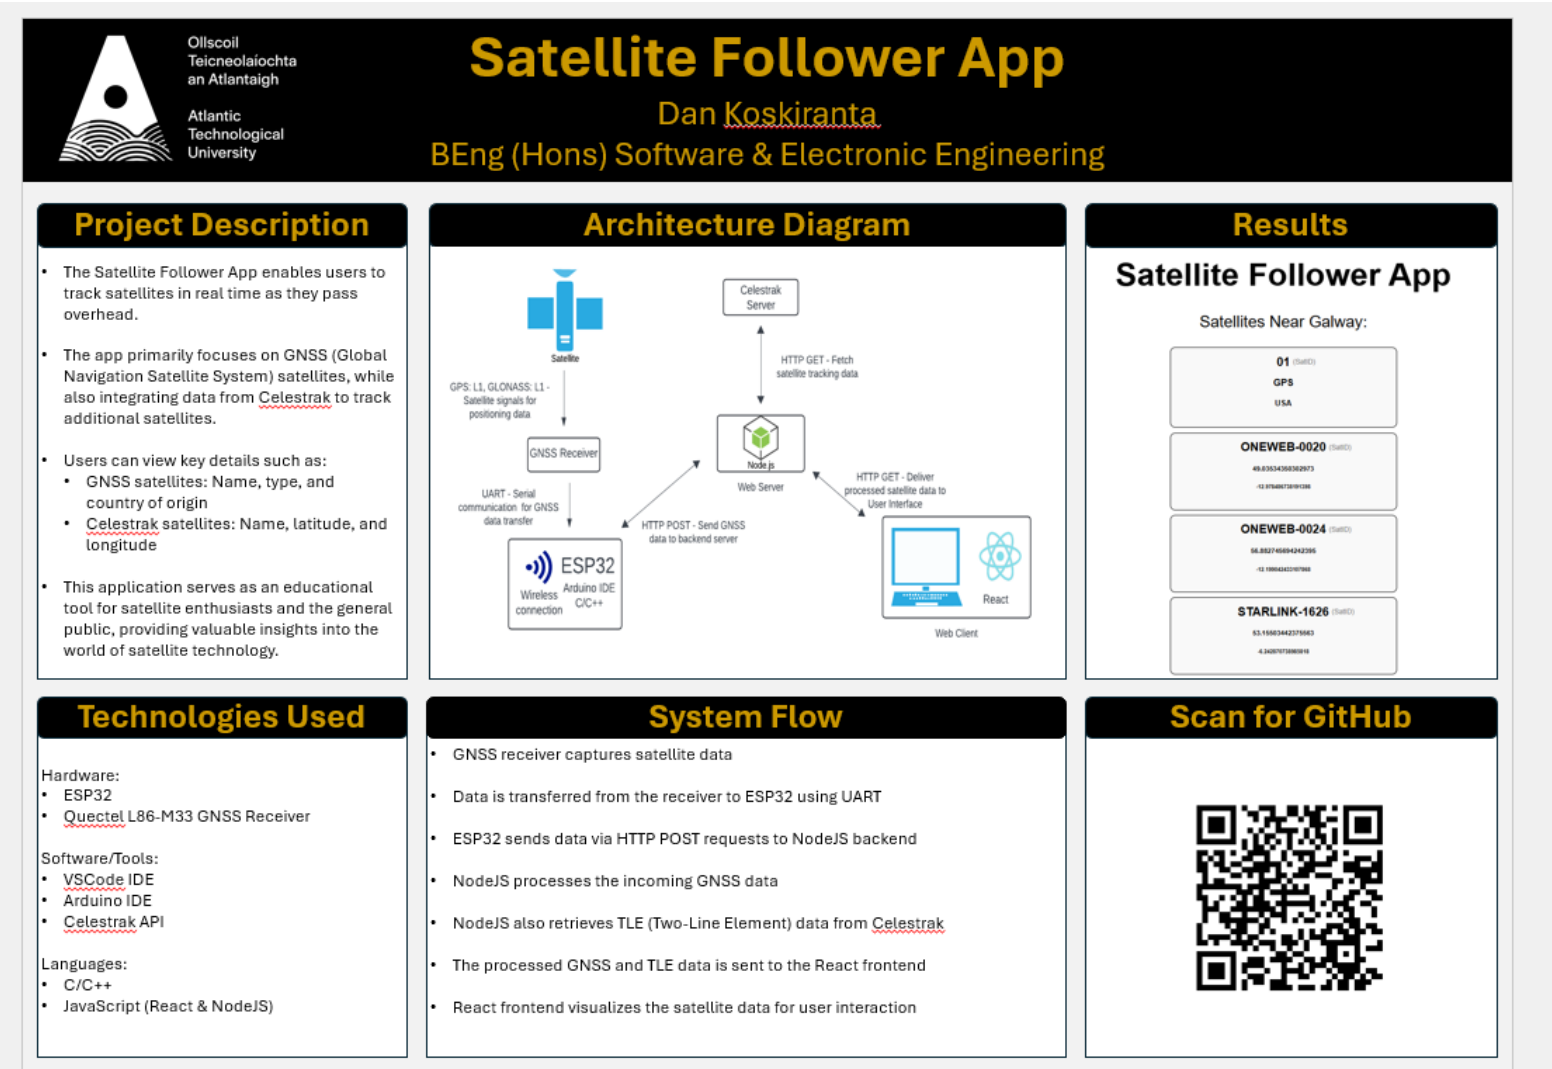 Ollscoil
Teicneolaíochta
an Atlantaigh
Atlantic
Technological
University
Satellite Follower App
Dan Koskiranta
BEng (Hons) Software & Electronic Engineering
Project Description
• The Satellite Follower App enables users to
track satellites in real time as they pass
overhead.
• The app primarily focuses on GNSS (Global
Navigation Satellite System) satellites, while
also integrating data from Celestrak to track
additional satellites.
• Users can view key details such as:
• GNSS satellites: Name, type, and
country of origin
• Celestrak satellites: Name, latitude, and
longitude
• This application serves as an educational
tool for satellite enthusiasts and the general
public, providing valuable insights into the
world of satellite technology.
Architecture Diagram
Satellite
GPS: L1, GLONASS: L1 -
Satellite signals for
positioning data
GNSS Receiver
UART - Serial
communication for GNSS
data transfer
ESP32
Arduino IDE
C/C++
Wireless
connection
HTTP POST - Send GNSS
data to backend server
Celestrak
Server
HTTP GET - Fetch
satellite tracking data
Node.js
Web Server
HTTP GET - Deliver
processed satellite data to
User Interface
React
Web Client
Results
Satellite Follower App
Satellites Near Galway:
01 (SatID)
GPS
USA
ONEWEB-0020 (SatID)
ONEWEB-0024 (SatID)
STARLINK-1626 (SatID)
Technologies Used
Hardware:
• ESP32
• Quectel L86-M33 GNSS Receiver
Software/Tools:
• VSCode IDE
• Arduino IDE
• Celestrak API
Languages:
• C/C++
• JavaScript (React & NodeJS)
System Flow
• GNSS receiver captures satellite data
• Data is transferred from the receiver to ESP32 using UART
• ESP32 sends data via HTTP POST requests to NodeJS backend
• NodeJS processes the incoming GNSS data
• NodeJS also retrieves TLE (Two-Line Element) data from Celestrak
• The processed GNSS and TLE data is sent to the React frontend
• React frontend visualizes the satellite data for user interaction
Scan for GitHub